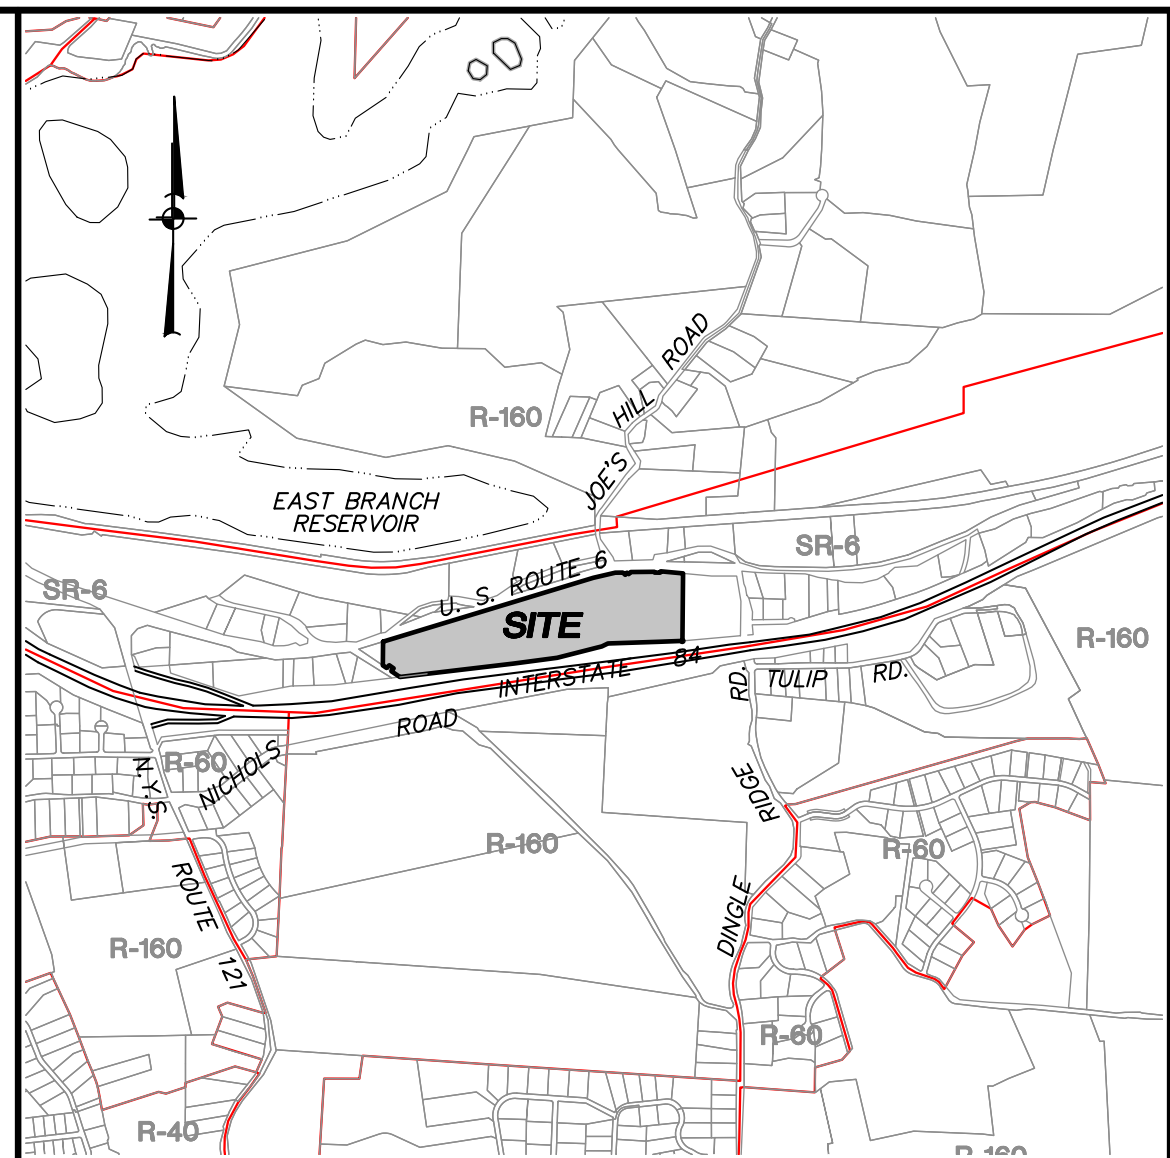 R-160
JOE'S HILL ROAD
EAST BRANCH
RESERVOIR
SR-6
SR-6
U. S. ROUTE 6
SITE
R-160
INTERSTATE 84
TULIP RD.
ROAD
NICHOLS
R-60
N.Y.S.
ROUTE 121
DINGLE RIDGE RD.
R-160
R-60
R-160
R-60
R-40
R-160